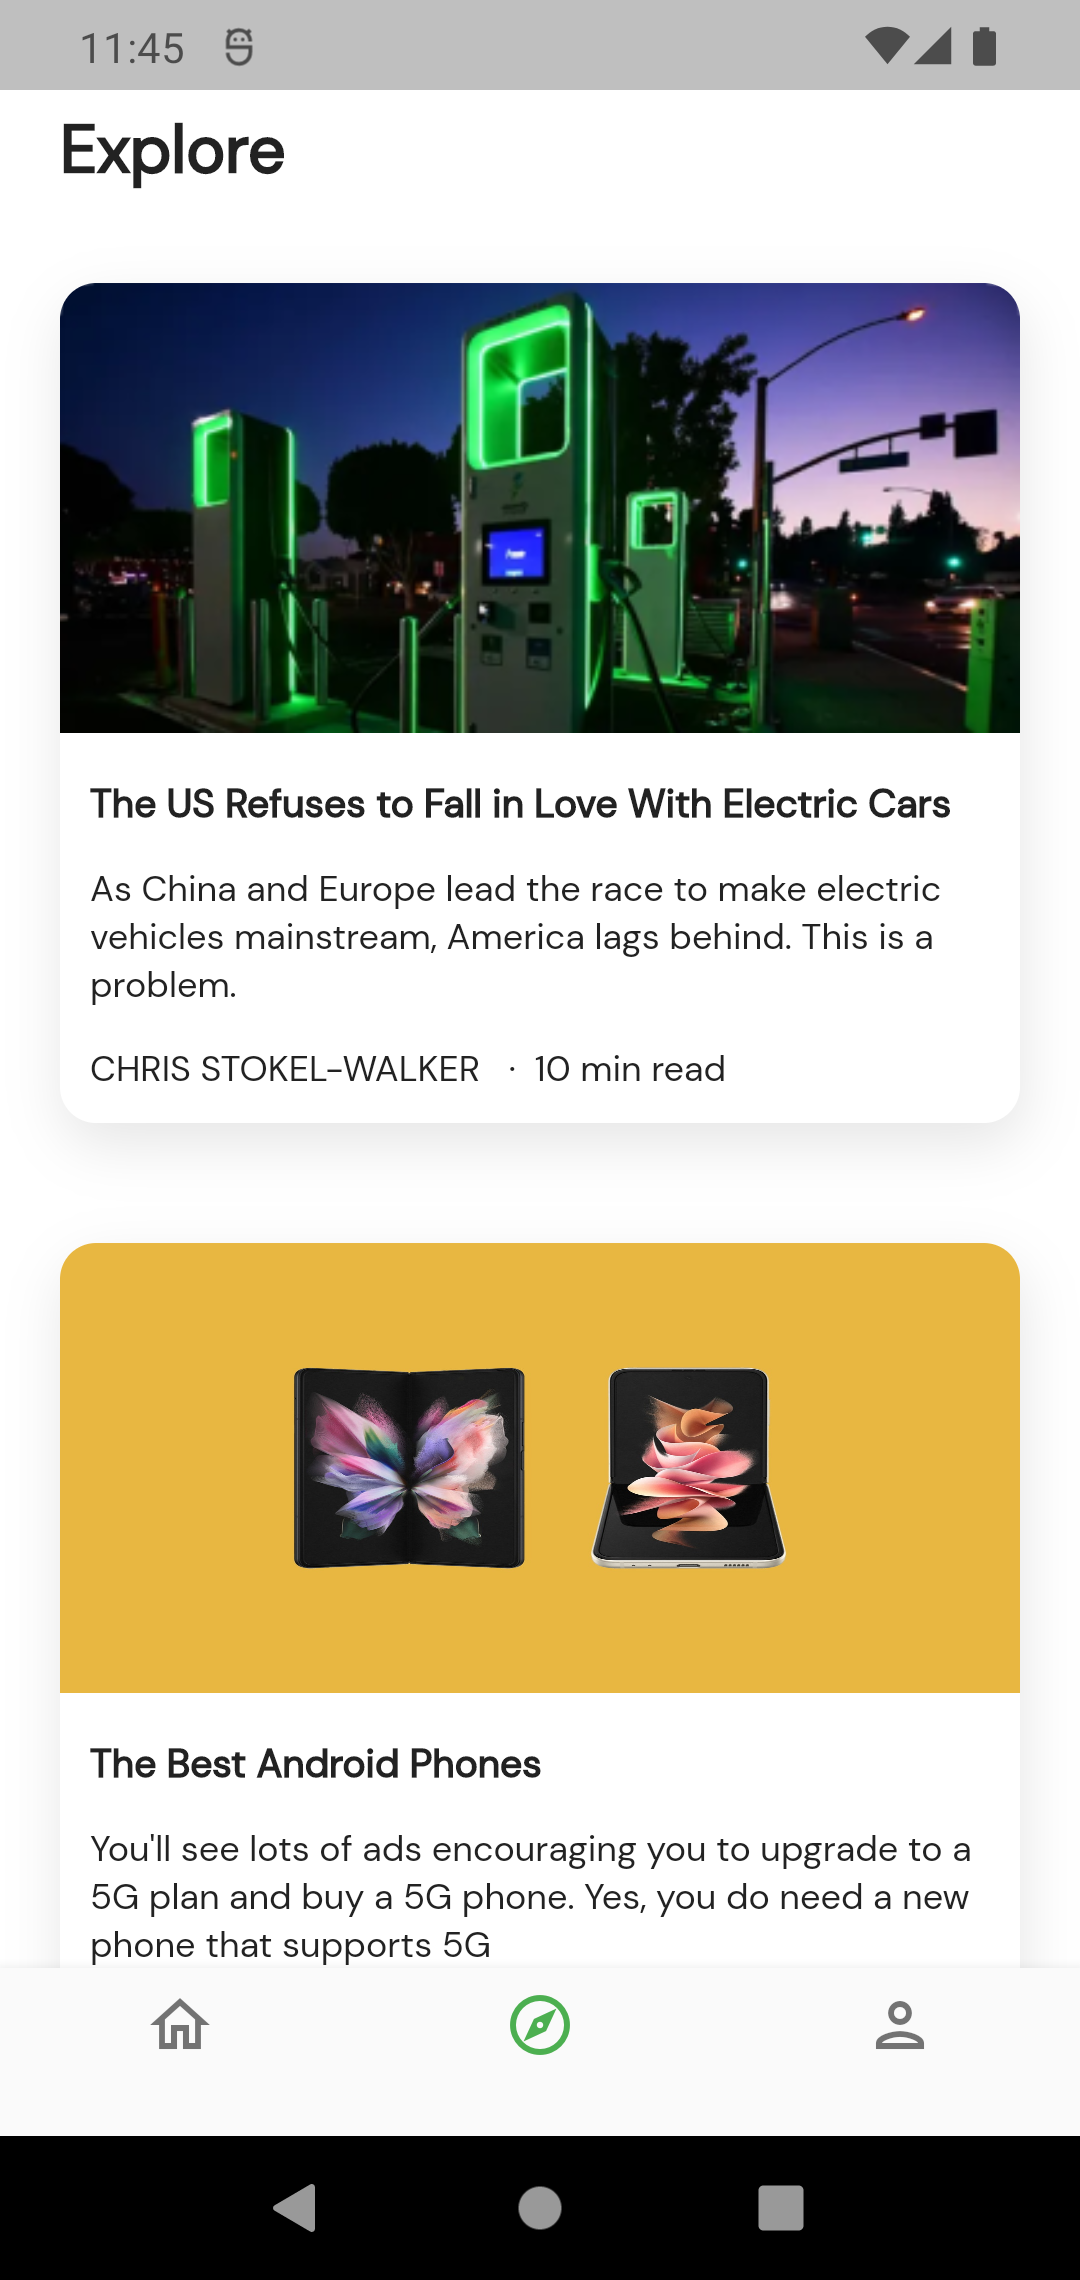 11:45
Explore
The US Refuses to Fall in Love With Electric Cars
As China and Europe lead the race to make electric
vehicles mainstream, America lags behind. This is a
problem.
CHRIS STOKEL-WALKER · 10 min read
The Best Android Phones
You'll see lots of ads encouraging you to upgrade to a
5G plan and buy a 5G phone. Yes, you do need a new
phone that supports 5G